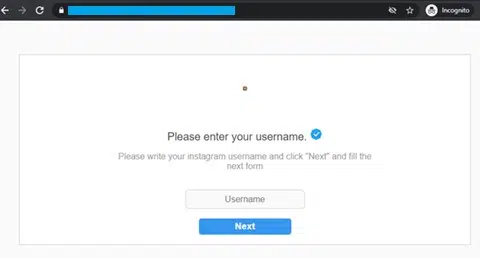 Incognito
Please enter your username.
Please write your instagram username and click "Next" and fill the
next form
Username
Next